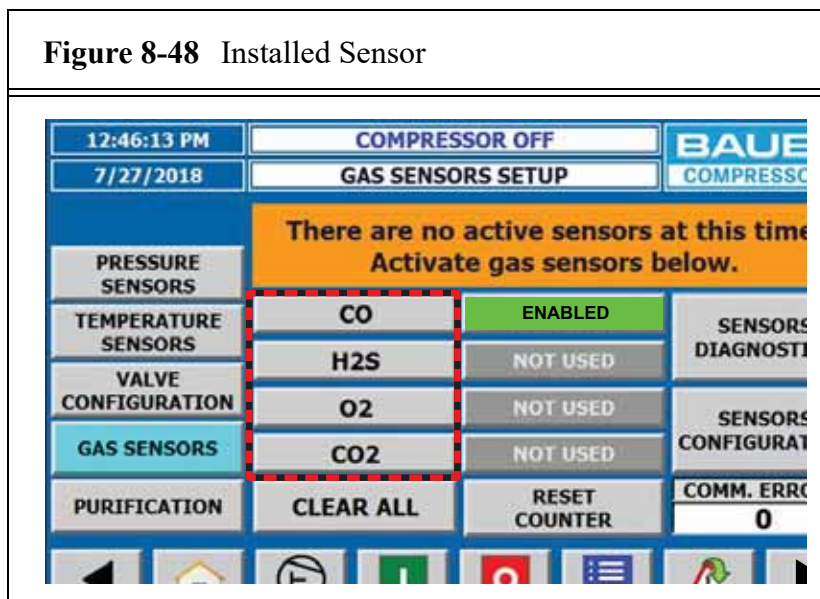 Figure 8-48 Installed Sensor
12:46:13 PM
COMPRESSOR OFF
7/27/2018
GAS SENSORS SETUP
There are no active sensors at this time
Activate gas sensors below.
PRESSURE
SENSORS
TEMPERATURE
SENSORS
VALVE
CONFIGURATION
GAS SENSORS
PURIFICATION
CO
ENABLED
H2S
NOT USED
O2
NOT USED
CO2
NOT USED
CLEAR ALL
RESET
COUNTER
SENSORS
COMM.
0